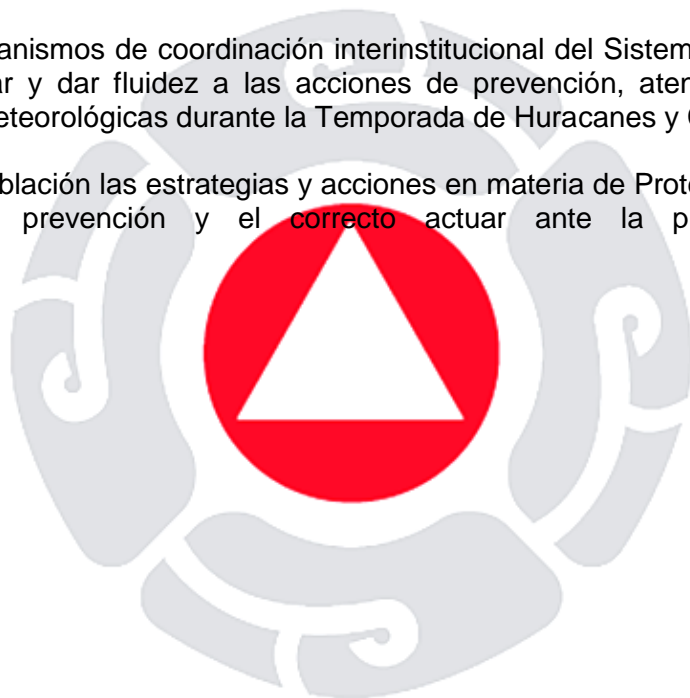 anismos de coordinación interinstitucional del Sistem
ar y dar fluidez a las acciones de prevención, aten
eteorológicas durante la Temporada de Huracanes y
blación las estrategias y acciones en materia de Prot
prevención y el correcto actuar ante la p